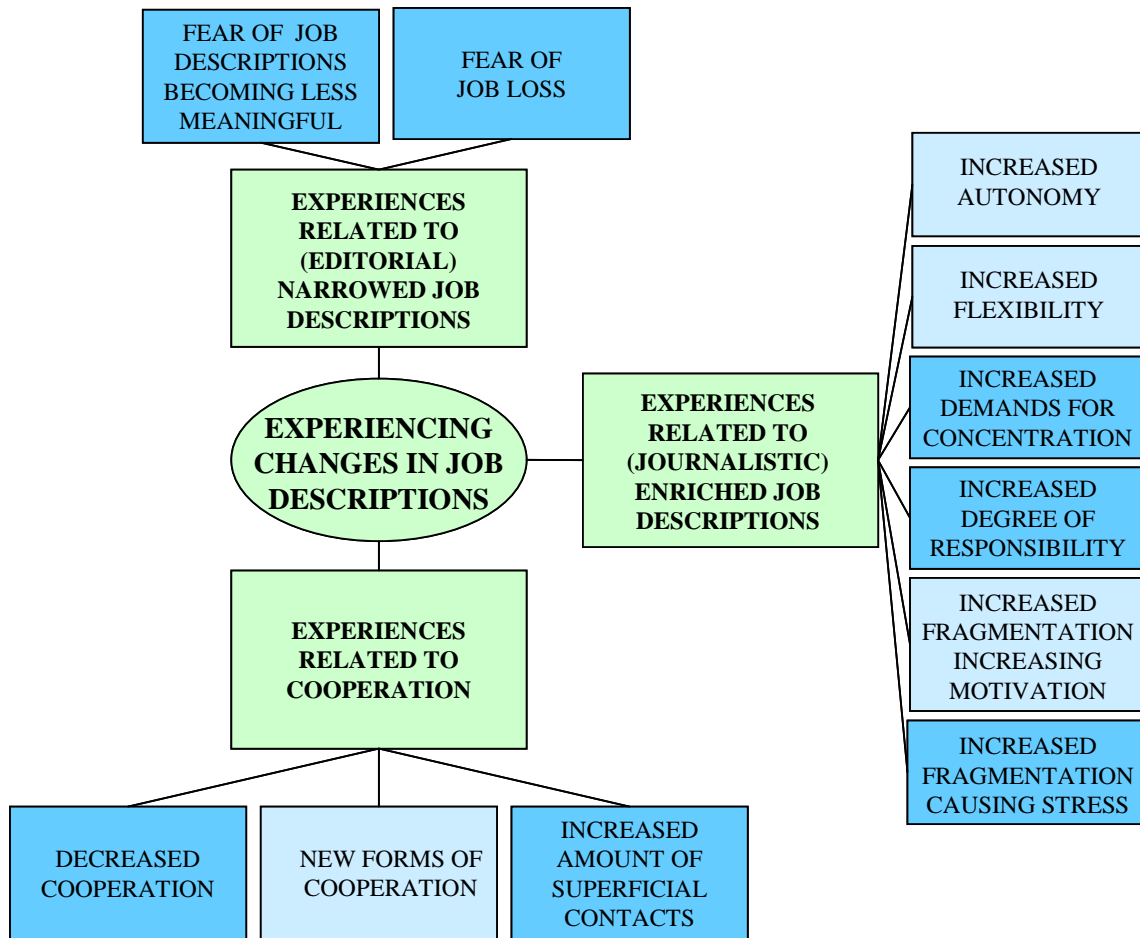 FEAR OF JOB
DESCRIPTIONS
BECOMING LESS
MEANINGFUL
FEAR OF
JOB LOSS
EXPERIENCES
RELATED TO
(EDITORIAL)
NARROWED JOB
DESCRIPTIONS
EXPERIENCING
CHANGES IN JOB
DESCRIPTIONS
EXPERIENCES
RELATED TO
(JOURNALISTIC)
ENRICHED JOB
DESCRIPTIONS
INCREASED
AUTONOMY
INCREASED
FLEXIBILITY
INCREASED
DEMANDS FOR
CONCENTRATION
INCREASED
DEGREE OF
RESPONSIBILITY
INCREASED
FRAGMENTATION
INCREASING
MOTIVATION
INCREASED
FRAGMENTATION
CAUSING STRESS
EXPERIENCES
RELATED TO
COOPERATION
DECREASED
COOPERATION
NEW FORMS OF
COOPERATION
INCREASED
AMOUNT OF
SUPERFICIAL
CONTACTS